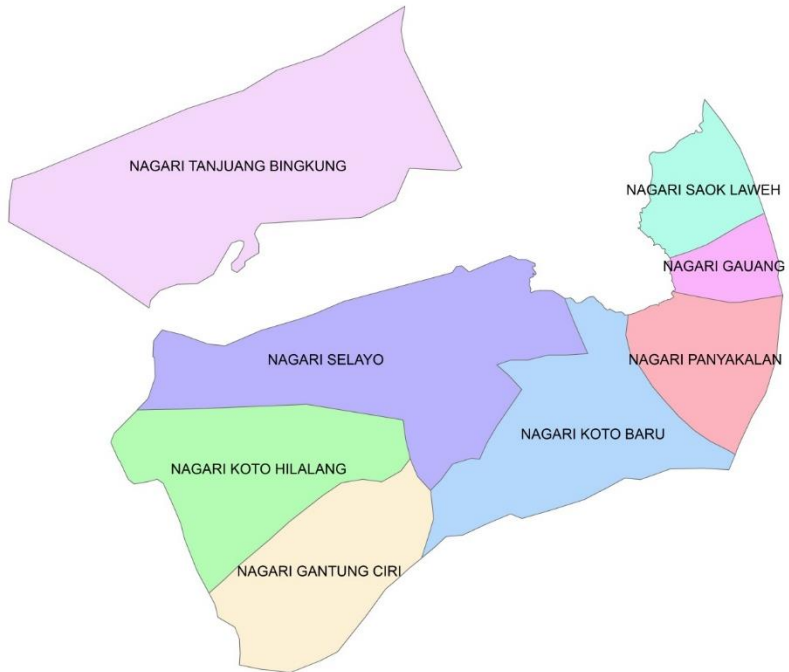 NAGARI TANJUANG BINGKUNG
NAGARI SAOK LAWEH
NAGARI GAUANG
NAGARI SELAYO
NAGARI PANYAKALAN
NAGARI KOTO BARU
NAGARI KOTO HILALANG
NAGARI GANTUNG CIRI